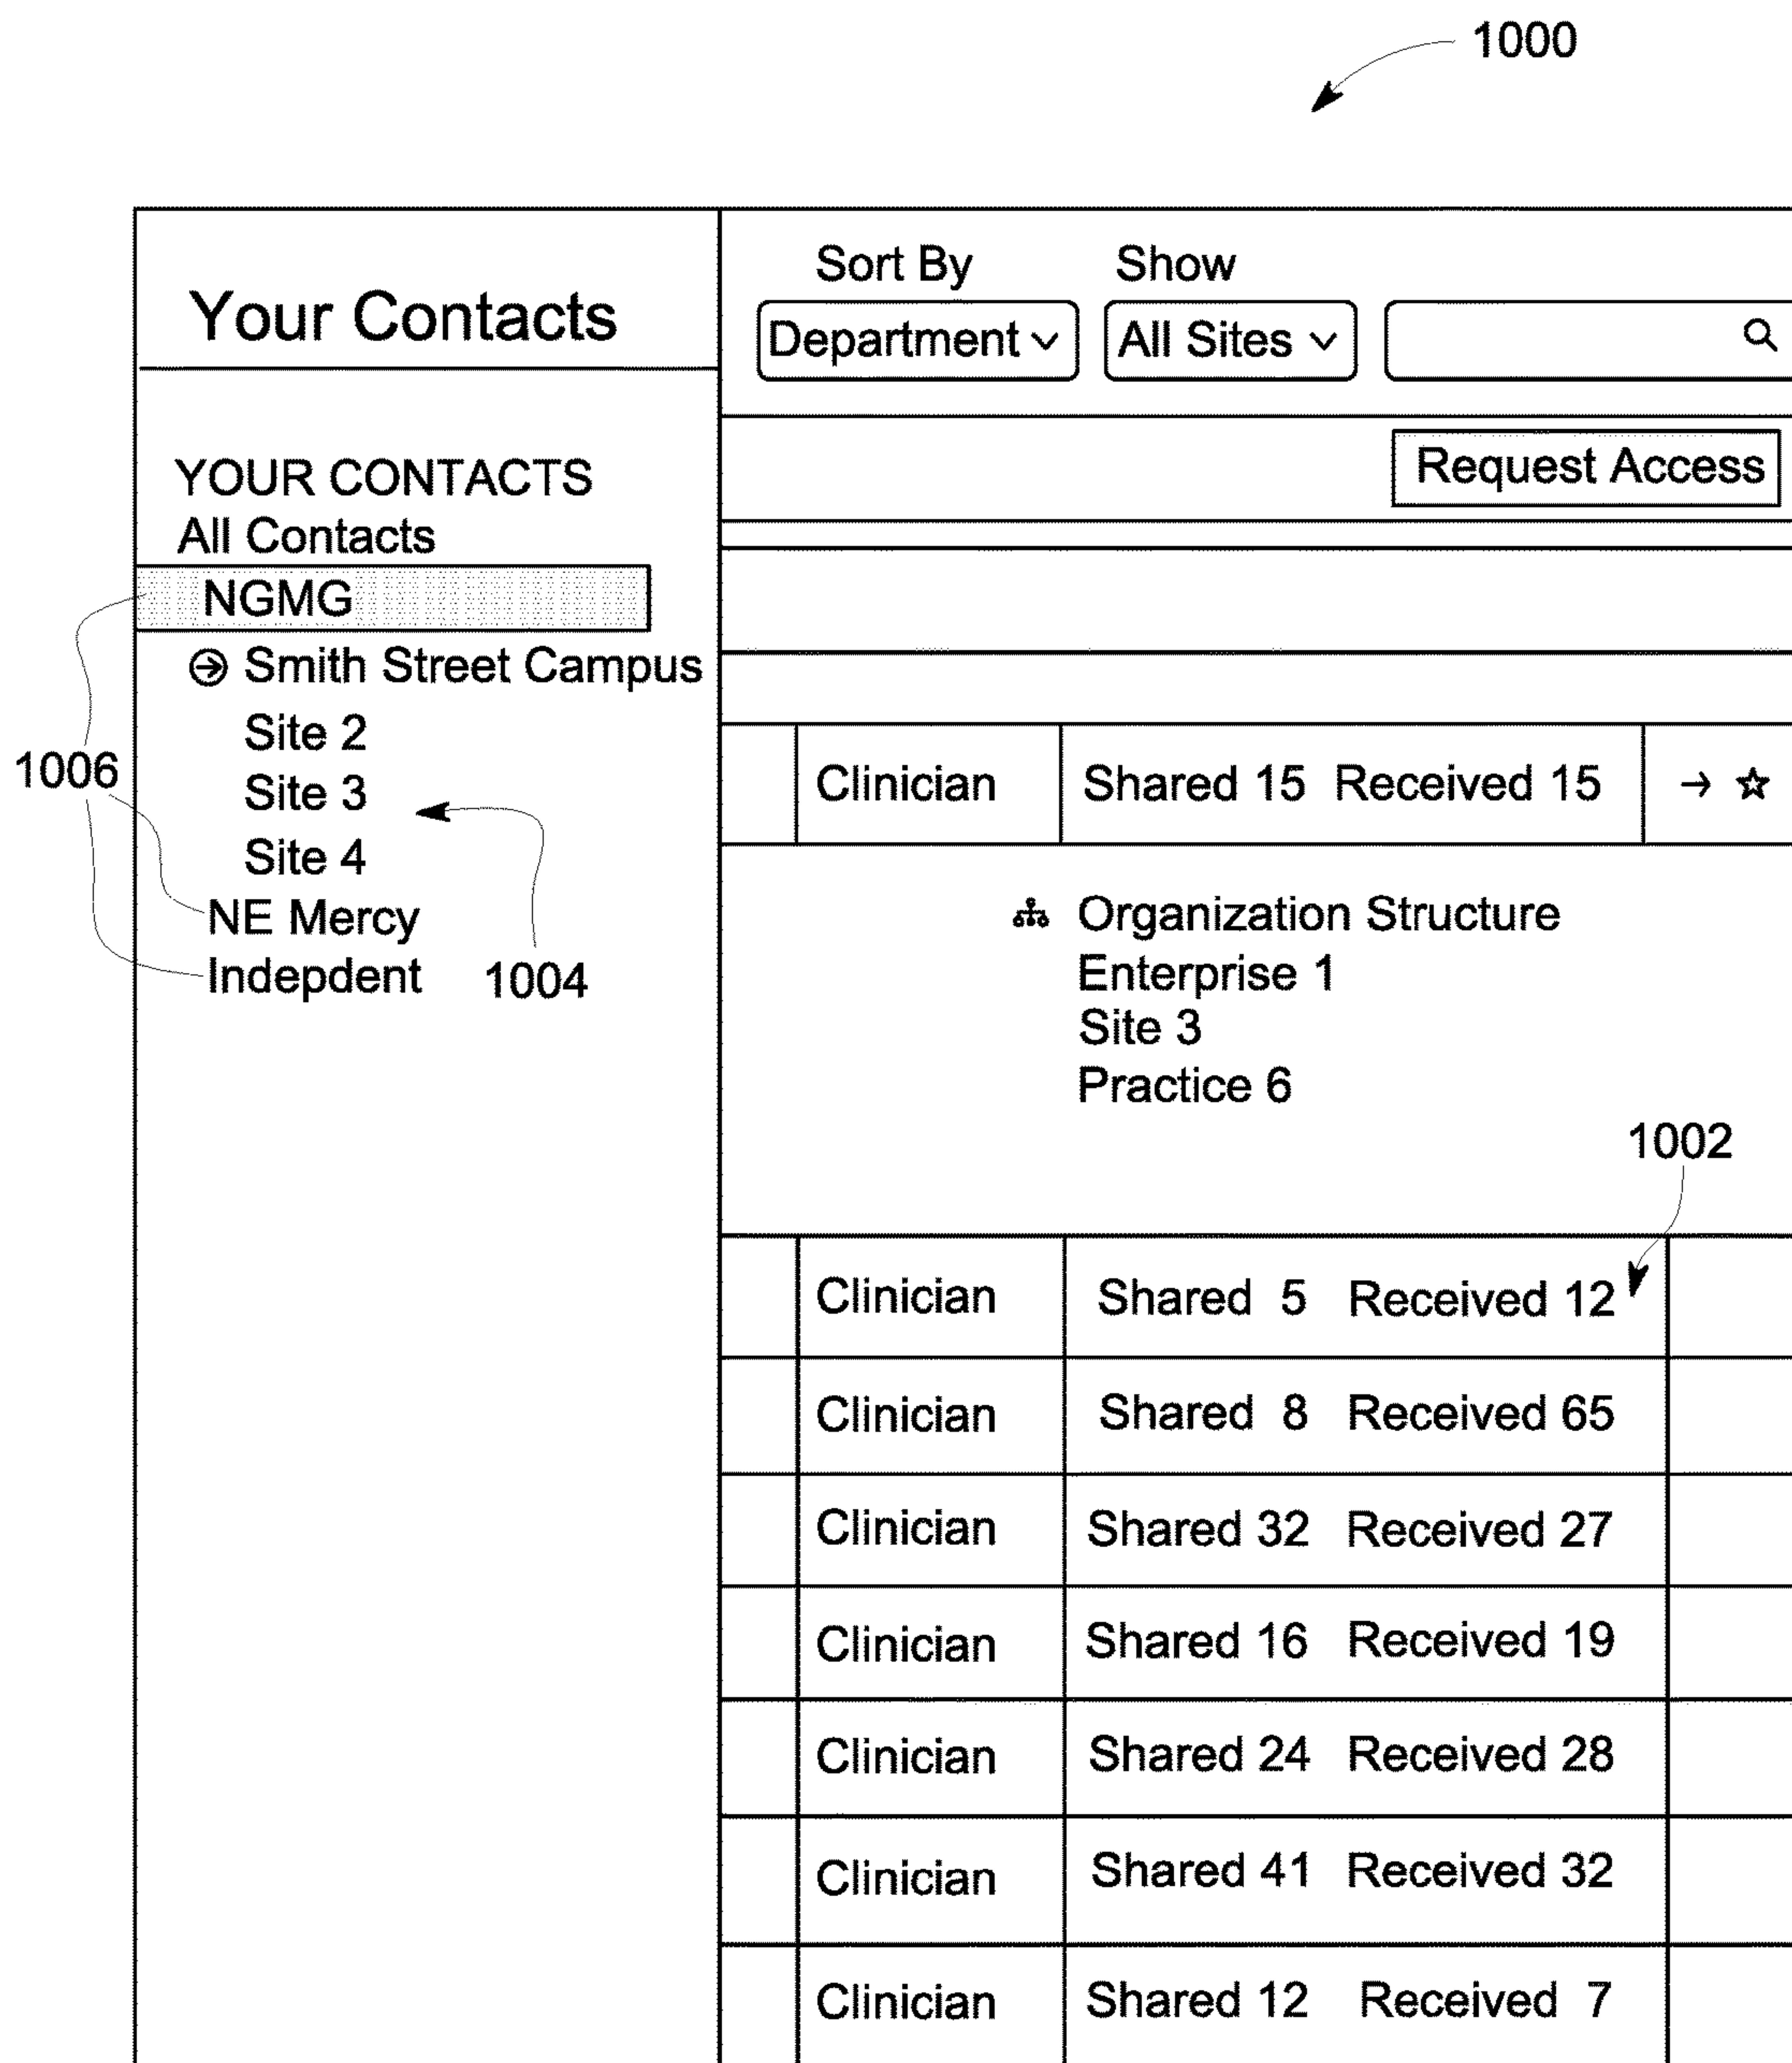 1000
Your Contacts
Sort By Show
Department All Sites
Request Access
YOUR CONTACTS
All Contacts
NGMG
Smith Street Campus
Site 2
1006
Site 3
Site 4
NE Mercy
Indepdent
1004
Clinician Shared 15 Received 15
Organization Structure
Enterprise 1
Site 3
Practice 6
1002
Clinician Shared 5 Received 12
Clinician Shared 8 Received 65
Clinician Shared 32 Received 27
Clinician Shared 16 Received 19
Clinician Shared 24 Received 28
Clinician Shared 41 Received 32
Clinician Shared 12 Received 7